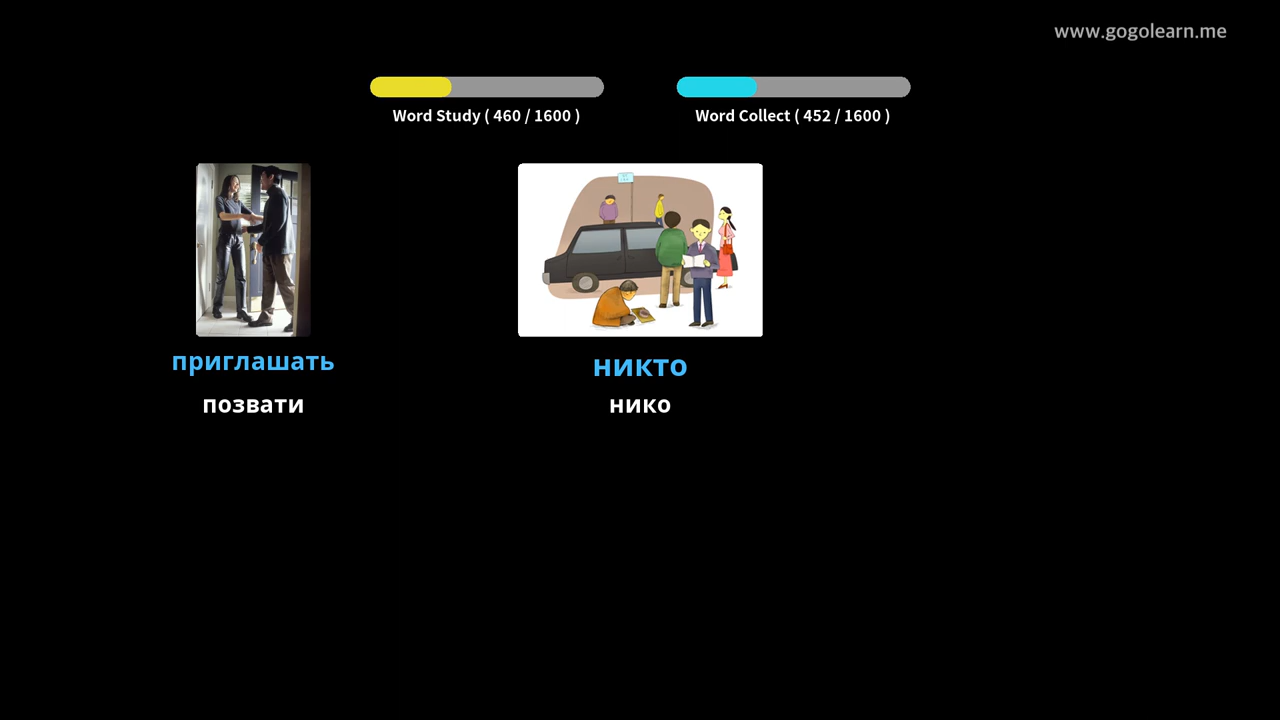 www.gogolearn.me
Word Study ( 460 / 1600 )
Word Collect ( 452 / 1600 )
приглашать
позвати
никто
нико